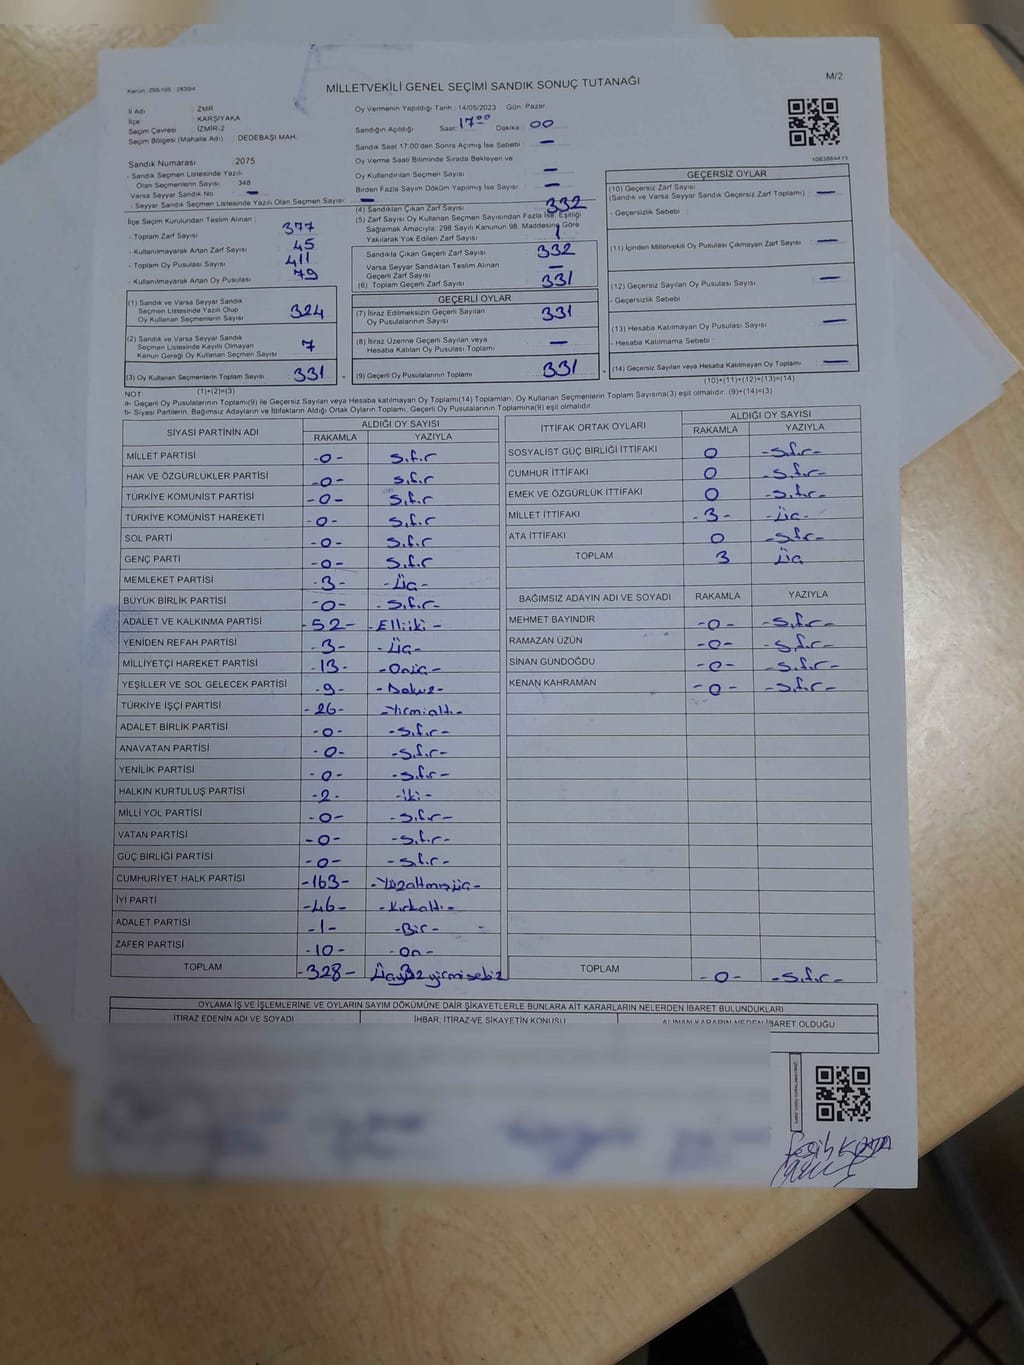 Kanun : 298/105 , 2839/4
MİLLETVEKİLİ GENEL SEÇİMİ SANDIK SONUÇ TUTANAĞI
M/2
İl Adı : ZMR
İlçe : KARŞIYAKA
Seçim Çevresi : İZMİR-2
Seçim Bölgesi (Mahalle Adı) : DEDEBAŞI MAH.
Sandık Numarası : 2075
- Sandık Seçmen Listesinde Yazılı
Olan Seçmenlerin Sayısı : 348
Varsa Seyyar Sandık No : -
- Seyyar Sandık Seçmen Listesinde Yazılı Olan Seçmen Sayısı: -
Oy Vermenin Yapıldığı Tarih : 14/05/2023 Gün: Pazar
Sandığın Açıldığı Saat: 17:00 Dakika : 00
Sandık Saat 17:00'den Sonra Açımış İse Sebebi : -
Oy Verme Saati Bitiminde Sırada Bekleyen ve
Oy Kullandırılan Seçmen Sayısı : -
Birden Fazla Sayım Döküm Yapılmış İse Sayısı : -
1083884415
İlçe Seçim Kurulundan Teslim Alınan :
- Toplam Zarf Sayısı : 377
- Kullanılmayarak Artan Zarf Sayısı : 45
- Toplam Oy Pusulası Sayısı : 411
- Kullanılmayarak Artan Oy Pusulası : 79
(1) Sandık ve Varsa Seyyar Sandık
Seçmen Listesinde Yazılı Olup
Oy Kullanan Seçmenlerin Sayısı : 324
(2) Sandık ve Varsa Seyyar Sandık
Seçmen Listesinde Kayıtlı Olmayan
Kanun Gereği Oy Kullanan Seçmen Sayısı : 7
(3) Oy Kullanan Seçmenlerin Toplam Sayısı : 331
(1)+(2)=(3)
(4) Sandıktan Çıkan Zarf Sayısı : 332
(5) Zarf Sayısı Oy Kullanan Seçmen Sayısından Fazla İse, Eşitliği
Sağlamak Amacıyla; 298 Sayılı Kanunun 98. Maddesine Göre
Yakılarak Yok Edilen Zarf Sayısı : 1
Sandıkta Çıkan Geçerli Zarf Sayısı : 332
Varsa Seyyar Sandıktan Teslim Alınan
Geçerli Zarf Sayısı : -
(6) Toplam Geçerli Zarf Sayısı : 331
GEÇERLİ OYLAR
(7) İtiraz Edilmeksizin Geçerli Sayılan
Oy Pusulalarının Sayısı : 331
(8) İtiraz Üzerine Geçerli Sayılan veya
Hesaba Katılan Oy Pusulası Toplamı : -
(9) Geçerli Oy Pusulalarının Toplamı : 331
GEÇERSİZ OYLAR
(10) Geçersiz Zarf Sayısı
(Sandık ve Varsa Seyyar Sandık Geçersiz Zarf Toplamı) : -
- Geçersizlik Sebebi :
(11) İçinden Milletvekili Oy Pusulası Çıkmayan Zarf Sayısı : -
(12) Geçersiz Sayılan Oy Pusulası Sayısı : -
- Geçersizlik Sebebi :
(13) Hesaba Katılmayan Oy Pusulası Sayısı : -
- Hesaba Katılmama Sebebi :
(14) Geçersiz Sayılan veya Hesaba Katılmayan Oy Toplamı : -
(10)+(11)+(12)+(13)=(14)
NOT:
a- Geçerli Oy Pusulalarının Toplamı(9) ile Geçersiz Sayılan veya Hesaba Katılmayan Oy Toplamı(14) Toplamları, Oy Kullanan Seçmenlerin Toplam Sayısına(3) eşit olmalıdır. (9)+(14)=(3)
b- Siyasi Partilerin, Bağımsız Adayların ve İttifakların Aldığı Ortak Oyların Toplamı, Geçerli Oy Pusulalarının Toplamına(9) eşit olmalıdır.
SİYASİ PARTİNİN ADI ALDIĞI OY SAYISI
RAKAMLA YAZIYLA
MİLLET PARTİSİ -0- Sıfır
HAK VE ÖZGÜRLÜKLER PARTİSİ -0- Sıfır
TÜRKİYE KOMÜNİST PARTİSİ -0- Sıfır
TÜRKİYE KOMÜNİST HAREKETİ -0- Sıfır
SOL PARTİ -0- Sıfır
GENÇ PARTİ -0- Sıfır
MEMLEKET PARTİSİ -3- -Üç-
BÜYÜK BİRLİK PARTİSİ -0- -Sıfır-
ADALET VE KALKINMA PARTİSİ -52- -Elliiki-
YENİDEN REFAH PARTİSİ -3- -Üç-
MİLLİYETÇİ HAREKET PARTİSİ -13- -Onüç-
YEŞİLLER VE SOL GELECEK PARTİSİ -9- -Dokuz-
TÜRKİYE İŞÇİ PARTİSİ -26- -Yirmialtı-
ADALET BİRLİK PARTİSİ -0- -Sıfır-
ANAVATAN PARTİSİ -0- -Sıfır-
YENİLİK PARTİSİ -0- -Sıfır-
HALKIN KURTULUŞ PARTİSİ -2- -İki-
MİLLİ YOL PARTİSİ -0- -Sıfır-
VATAN PARTİSİ -0- -Sıfır-
GÜÇ BİRLİĞİ PARTİSİ -0- -Sıfır-
CUMHURİYET HALK PARTİSİ -163- -Yüzaltmışüç-
İYİ PARTİ -46- -Kırkaltı-
ADALET PARTİSİ -1- -Bir-
ZAFER PARTİSİ -10- -On-
TOPLAM -328- Üçyüzyirmisekiz
İTTİFAK ORTAK OYLARI ALDIĞI OY SAYISI
RAKAMLA YAZIYLA
SOSYALİST GÜÇ BİRLİĞİ İTTİFAKI 0 -Sıfır-
CUMHUR İTTİFAKI 0 -Sıfır-
EMEK VE ÖZGÜRLÜK İTTİFAKI 0 -Sıfır-
MİLLET İTTİFAKI -3- -Üç-
ATA İTTİFAKI 0 -Sıfır-
TOPLAM 3 Üç
BAĞIMSIZ ADAYIN ADI VE SOYADI RAKAMLA YAZIYLA
MEHMET BAYINDIR -0- -Sıfır-
RAMAZAN ÜZÜN -0- -Sıfır-
SİNAN GÜNDOĞDU -0- -Sıfır-
KENAN KAHRAMAN -0- -Sıfır-
TOPLAM -0- -Sıfır-
OYLAMA İŞ VE İŞLEMLERİNE VE OYLARIN SAYIM DÖKÜMÜNE DAİR ŞİKAYETLERLE BUNLARA AİT KARARLARIN NELERDEN İBARET BULUNDUKLARI
İTİRAZ EDENİN ADI VE SOYADI İHBAR, İTİRAZ VE ŞİKAYETİN KONUSU ALINAN KARARIN NEDEN İBARET OLDUĞU